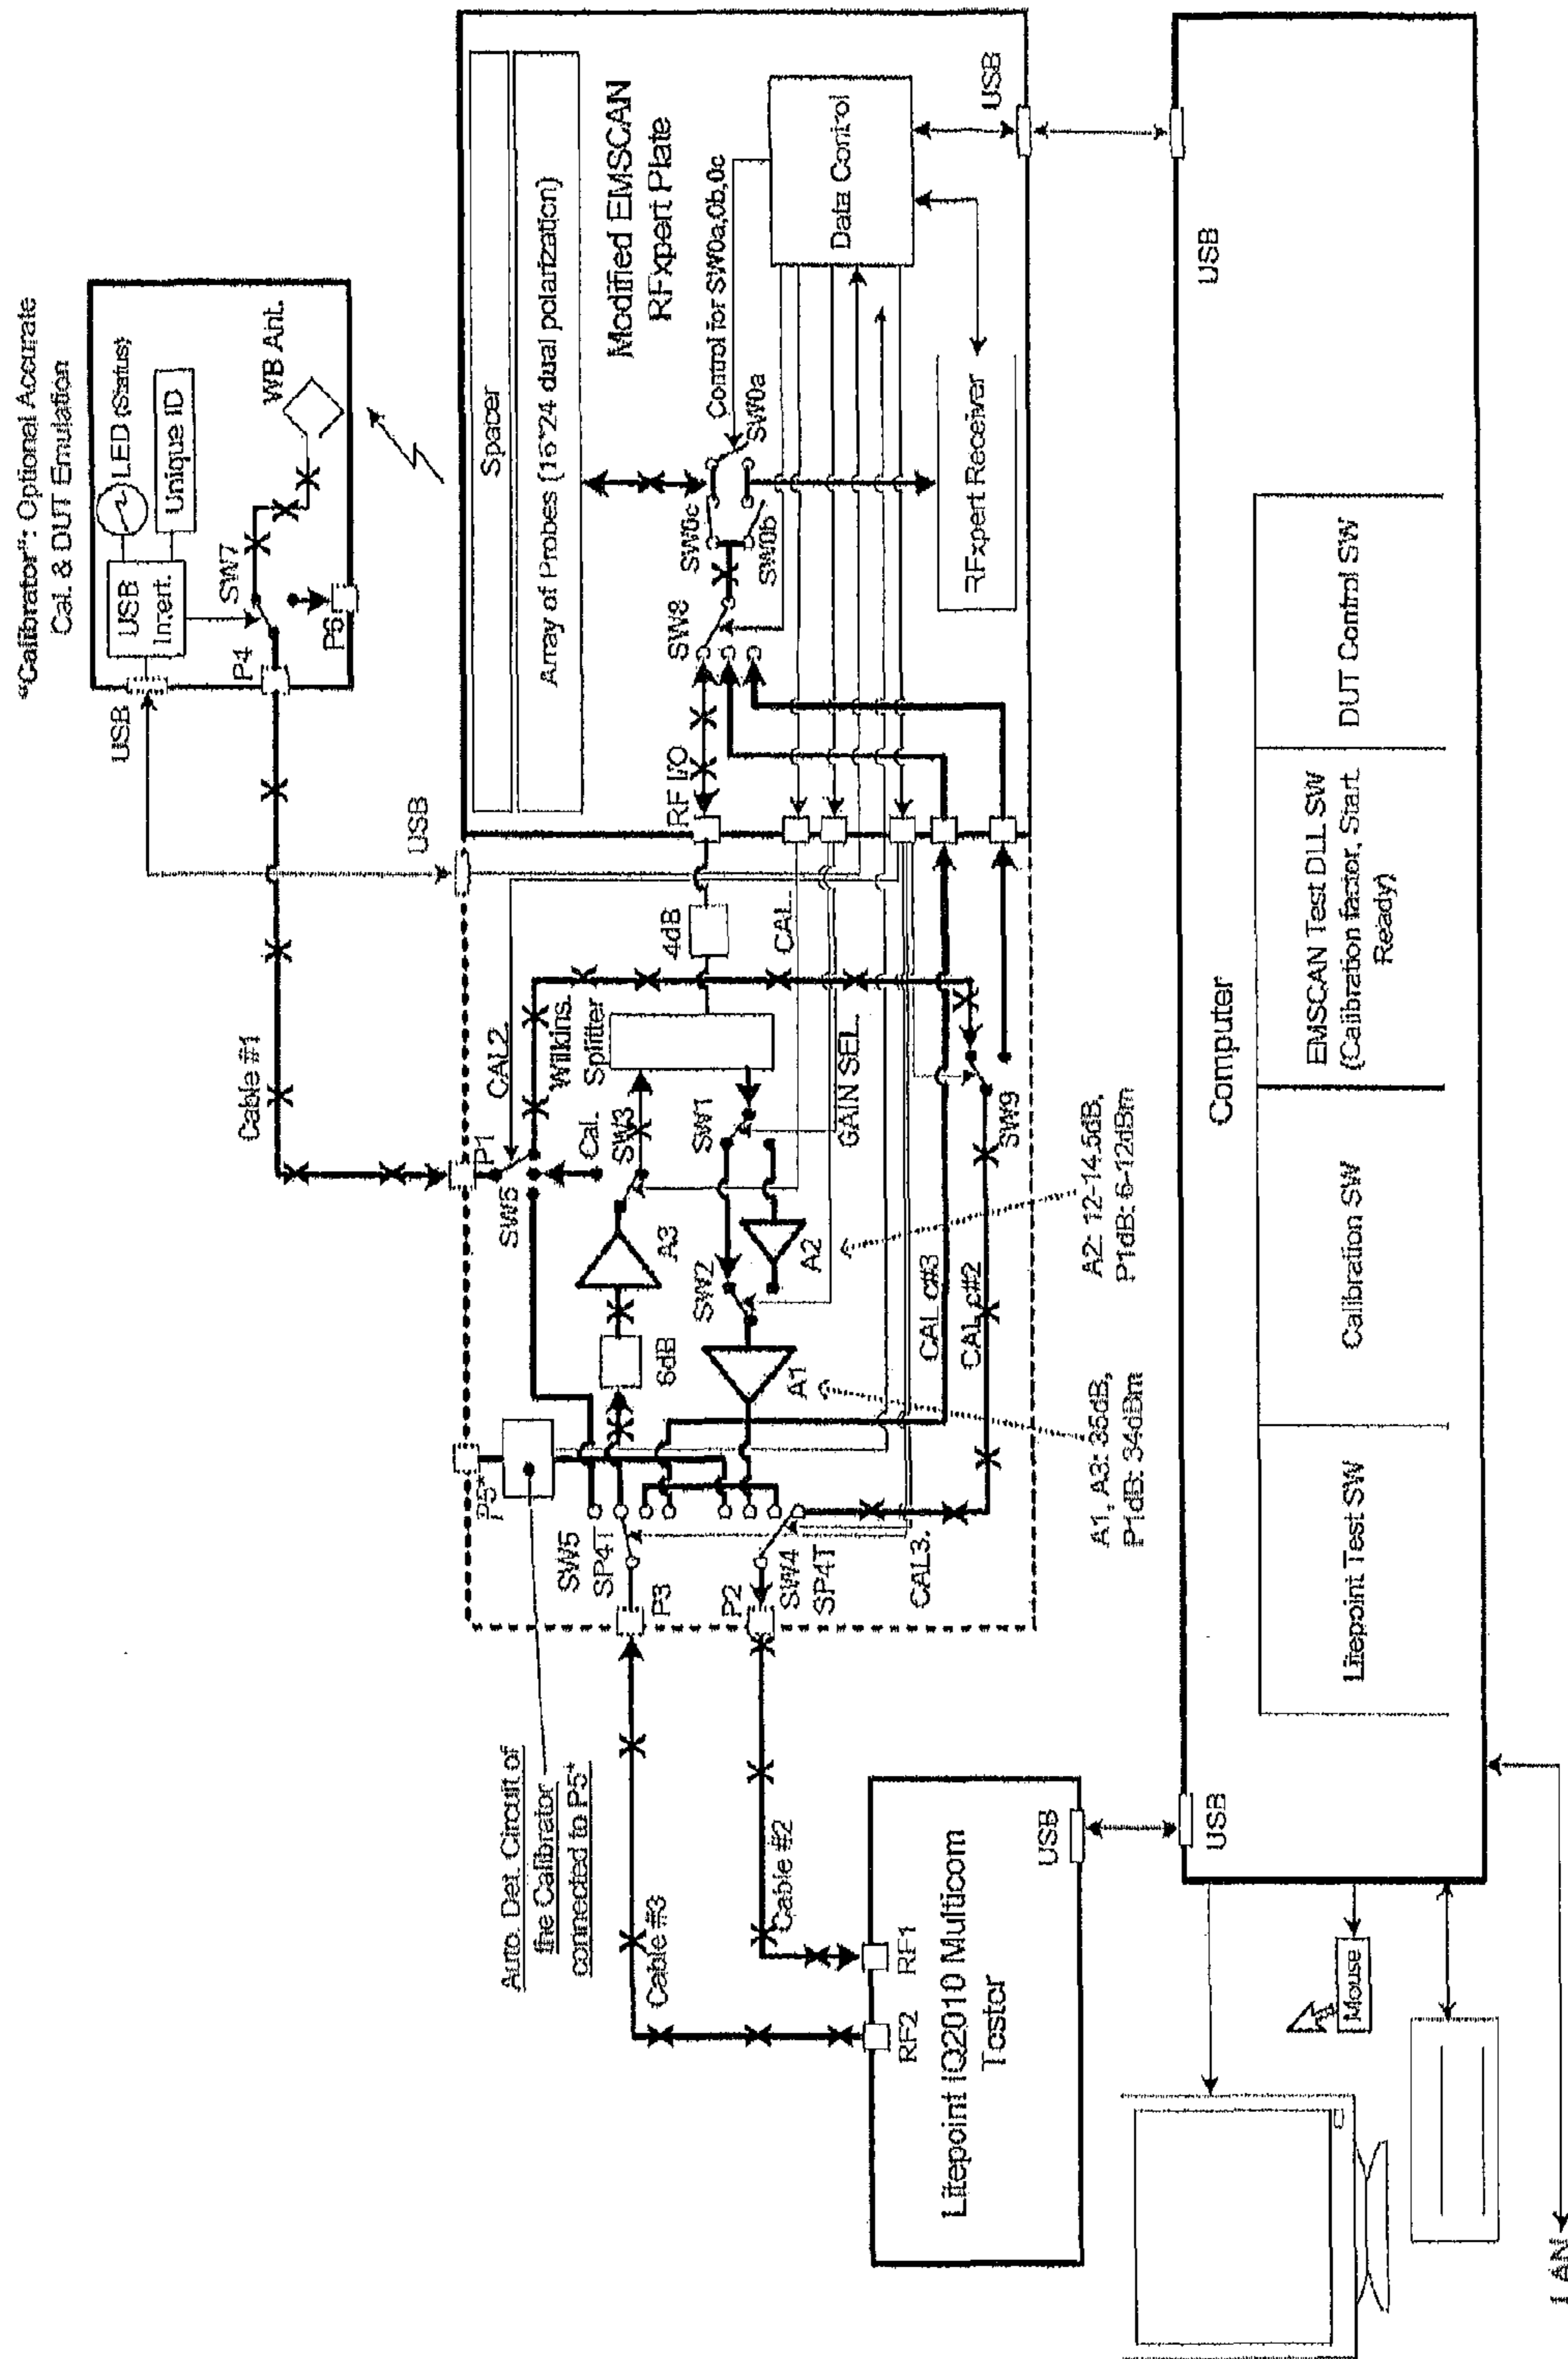 "Calibrator": Optional Accurate
Cal. & DUT Emulation
LED (Status)
USB
Intert.
Unique ID
SW7
WB Ant.
P4
P6
USB
Cable #1
USB
Spacer
Array of Probes (16*24 dual polarization)
Modified EMSCAN
RFxpert Plate
Control for SW0a,0b,0c
SW0a
SW0c
SW0b
SW8
Data Control
RFxpert Receiver
USB
RF I/O
4dB
CAL
CAL2
Wilkins.
Splitter
P1
SW6
Cal.
SW3
A3
6dB
SW1
SW2
A2
A1
GAIN SEL.
SW9
CAL c#3
CAL c#2
P5*
SW5
SP4T
P3
P2
SW4
SP4T
CAL3.
Auto. Det. Circuit of
the Calibrator
connected to P5*
A1, A3: 35dB,
P1dB: 34dBm
A2: 12-14.5dB,
P1dB: 6-12dBm
Cable #3
Cable #2
RF2
RF1
Litepoint IQ2010 Multicom
Tester
USB
USB
USB
Computer
Litepoint Test SW
Calibration SW
EMSCAN Test DLL SW
(Calibration factor, Start.
Ready)
DUT Control SW
Mouse
LAN